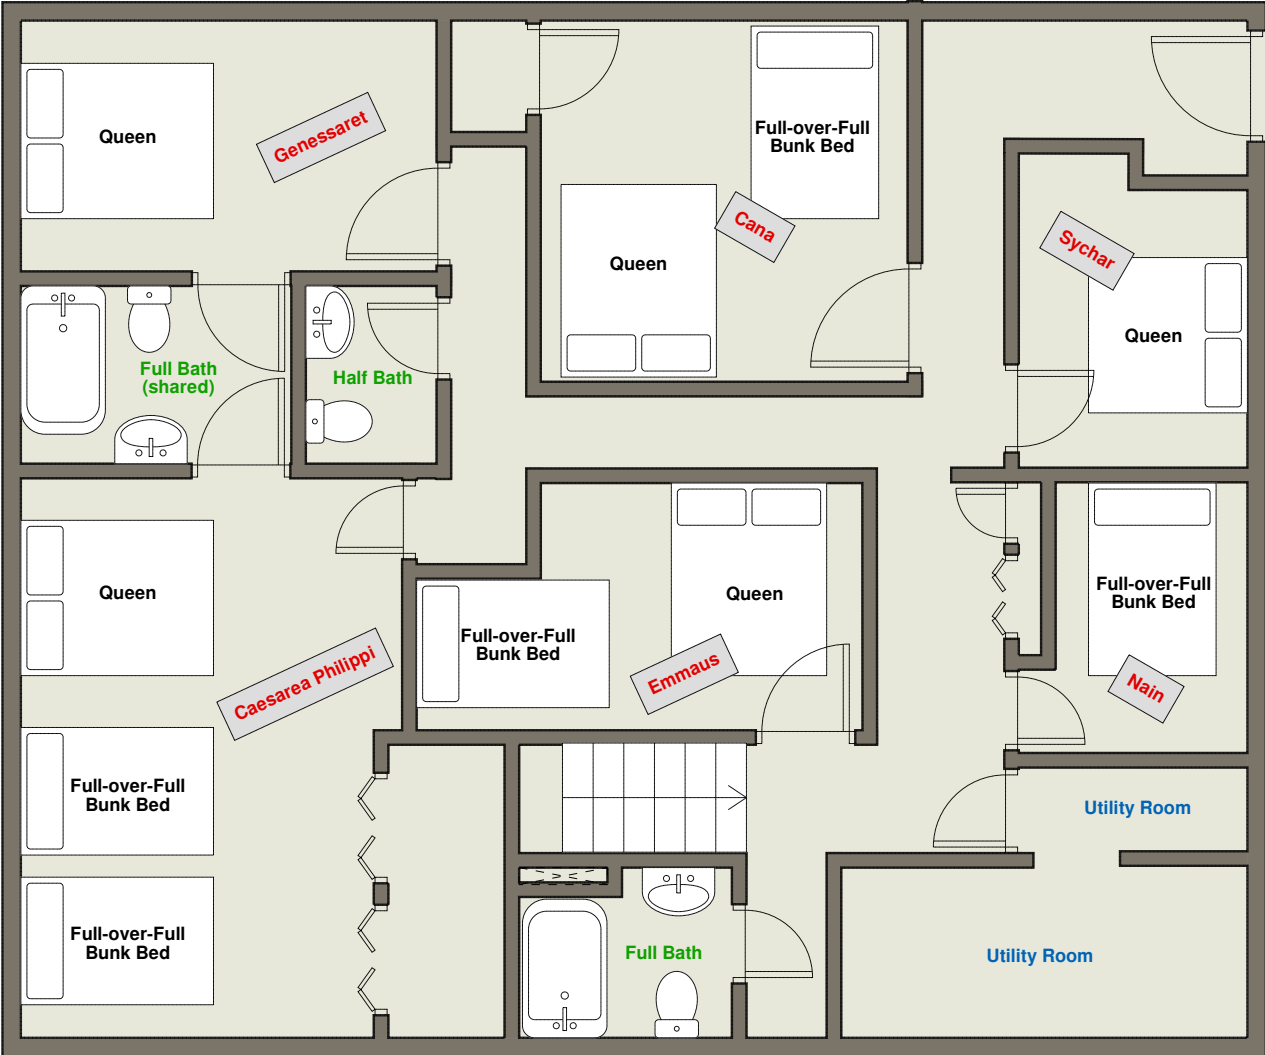 Queen
Genessaret
Full-over-Full
Bunk Bed
Cana
Queen
Sychar
Queen
Full Bath
(shared)
Half Bath
Queen
Caesarea Philippi
Full-over-Full
Bunk Bed
Queen
Emmaus
Full-over-Full
Bunk Bed
Nain
Full-over-Full
Bunk Bed
Full-over-Full
Bunk Bed
Utility Room
Full Bath
Utility Room